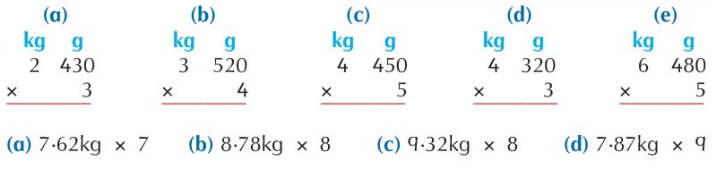 (a) (b) (c) (d) (e)
kg g kg g kg g kg g kg g
2 430 3 520 4 450 4 320 6 480
× 3 × 4 × 5 × 3 × 5
(a) 7·62kg × 7 (b) 8·78kg × 8 (c) 9·32kg × 8 (d) 7·87kg × 9